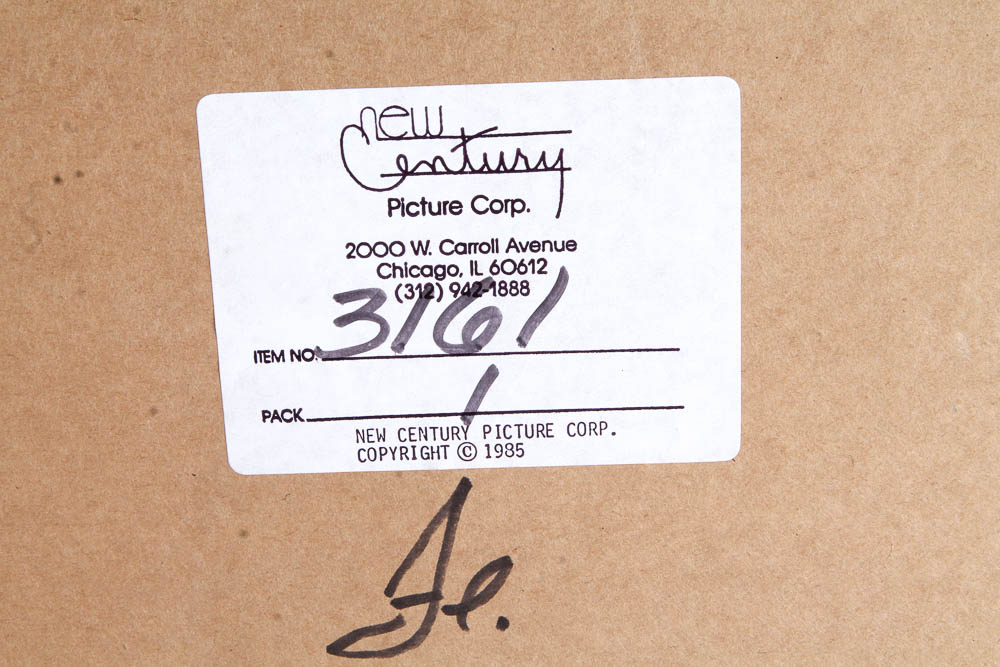 new
Century
Picture Corp.
2000 W. Carroll Avenue
Chicago, IL 60612
(312) 942-1888
ITEM NO. 3161
PACK 1
NEW CENTURY PICTURE CORP.
COPYRIGHT © 1985